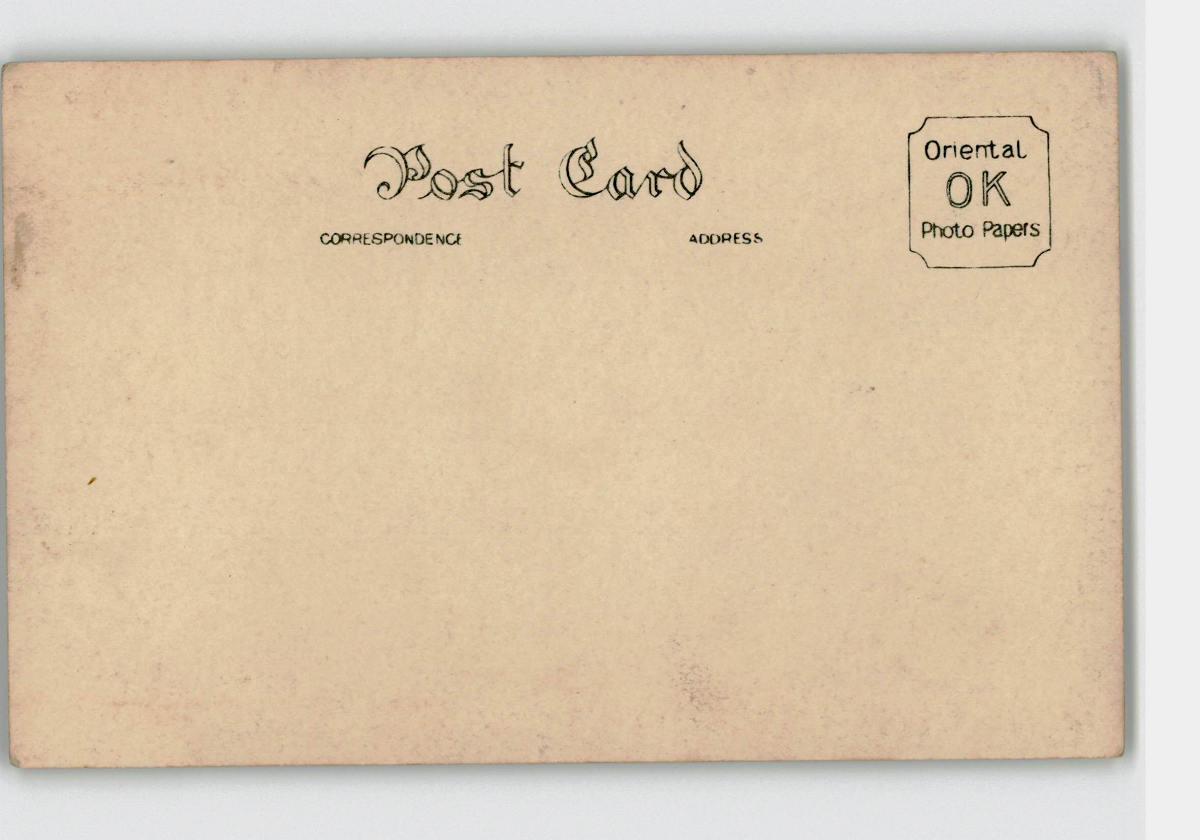 Post Card
CORRESPONDENCE
ADDRESS
Oriental
OK
Photo Papers